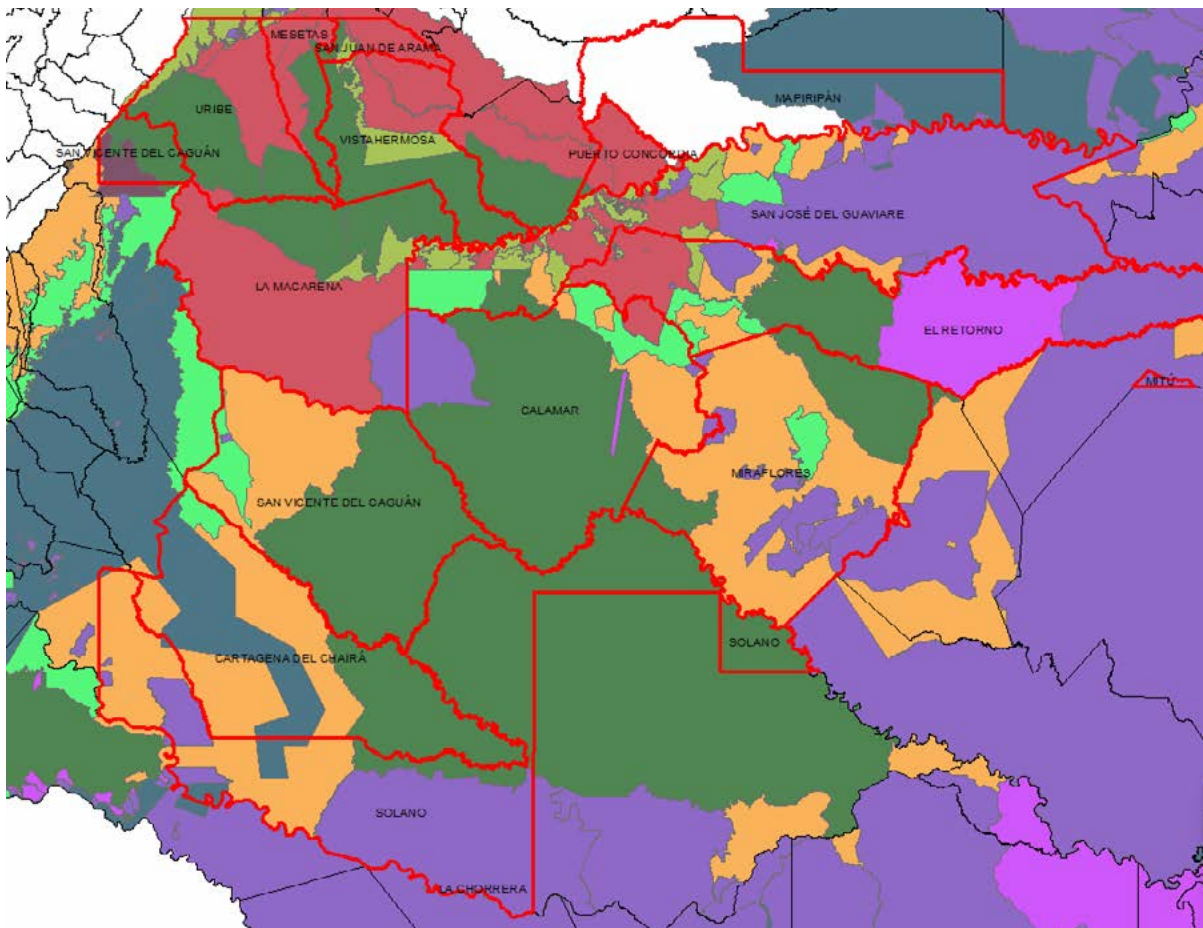 MESETAS
SAN JUAN DE ARAMA
MAPIRIPÁN
URIBE
VISTAHERMOSA
SAN VICENTE DEL CAGUÁN
PUERTO CONCORDIA
SAN JOSÉ DEL GUAVIARE
LA MACARENA
EL RETORNO
MITÚ
CALAMAR
MIRAFLORES
SAN VICENTE DEL CAGUÁN
SOLANO
CARTAGENA DEL CHAIRÁ
SOLANO
LA CHORRERA